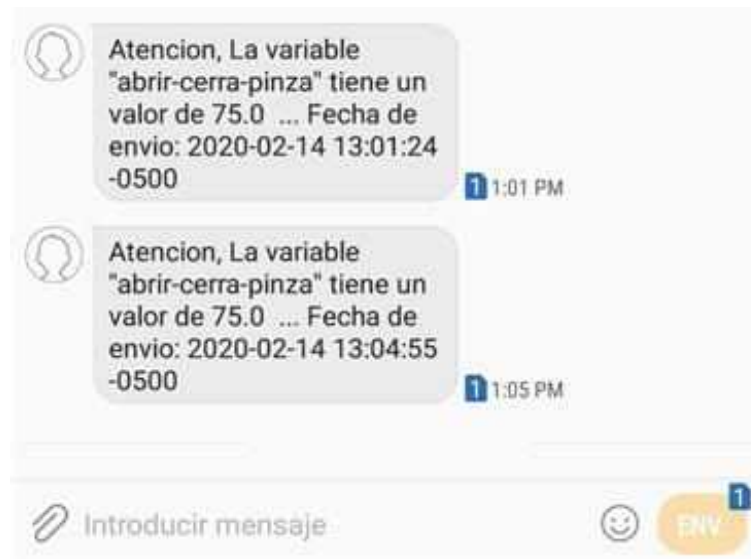 Atencion, La variable
"abrir-cerra-pinza" tiene un
valor de 75.0 ... Fecha de
envio: 2020-02-14 13:01:24
-0500
1 1:01 PM
Atencion, La variable
"abrir-cerra-pinza" tiene un
valor de 75.0 ... Fecha de
envio: 2020-02-14 13:04:55
-0500
1 1:05 PM
Introducir mensaje
ENV
1